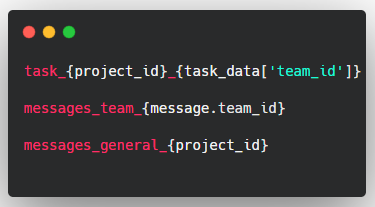 task_{project_id}_{task_data['team_id']}
messages_team_{message.team_id}
messages_general_{project_id}